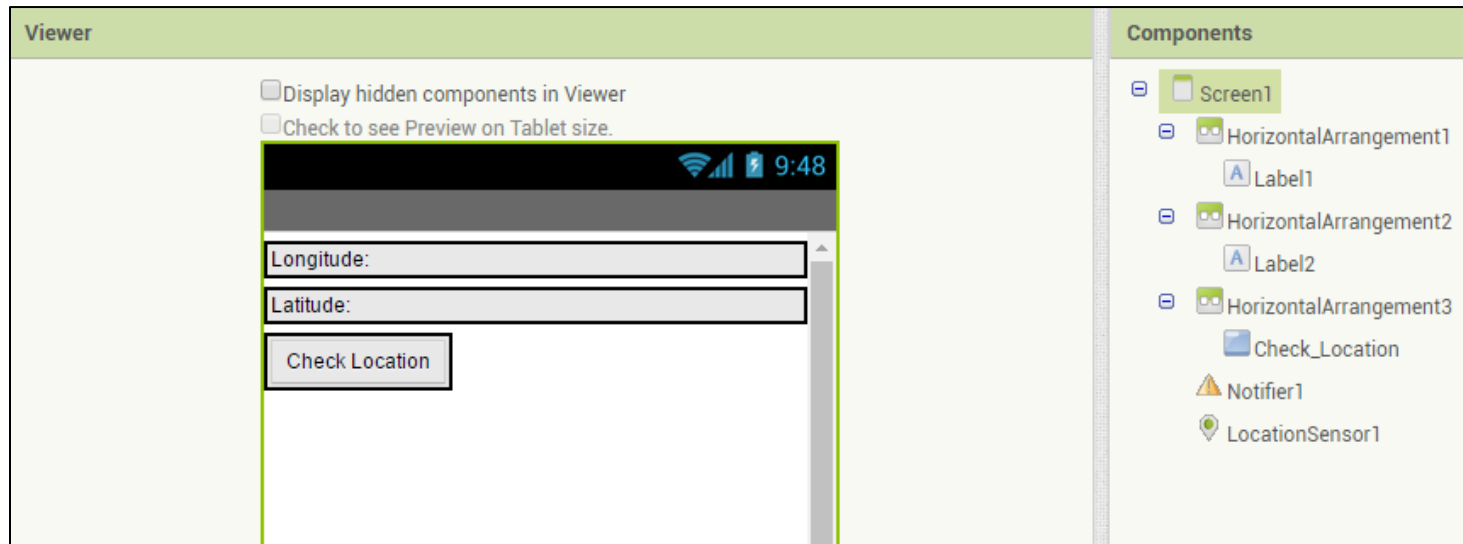 Viewer
Display hidden components in Viewer
Check to see Preview on Tablet size.
9:48
Longitude:
Latitude:
Check Location
Components
Screen1
HorizontalArrangement1
A Label1
HorizontalArrangement2
A Label2
HorizontalArrangement3
Check_Location
Notifier1
LocationSensor1